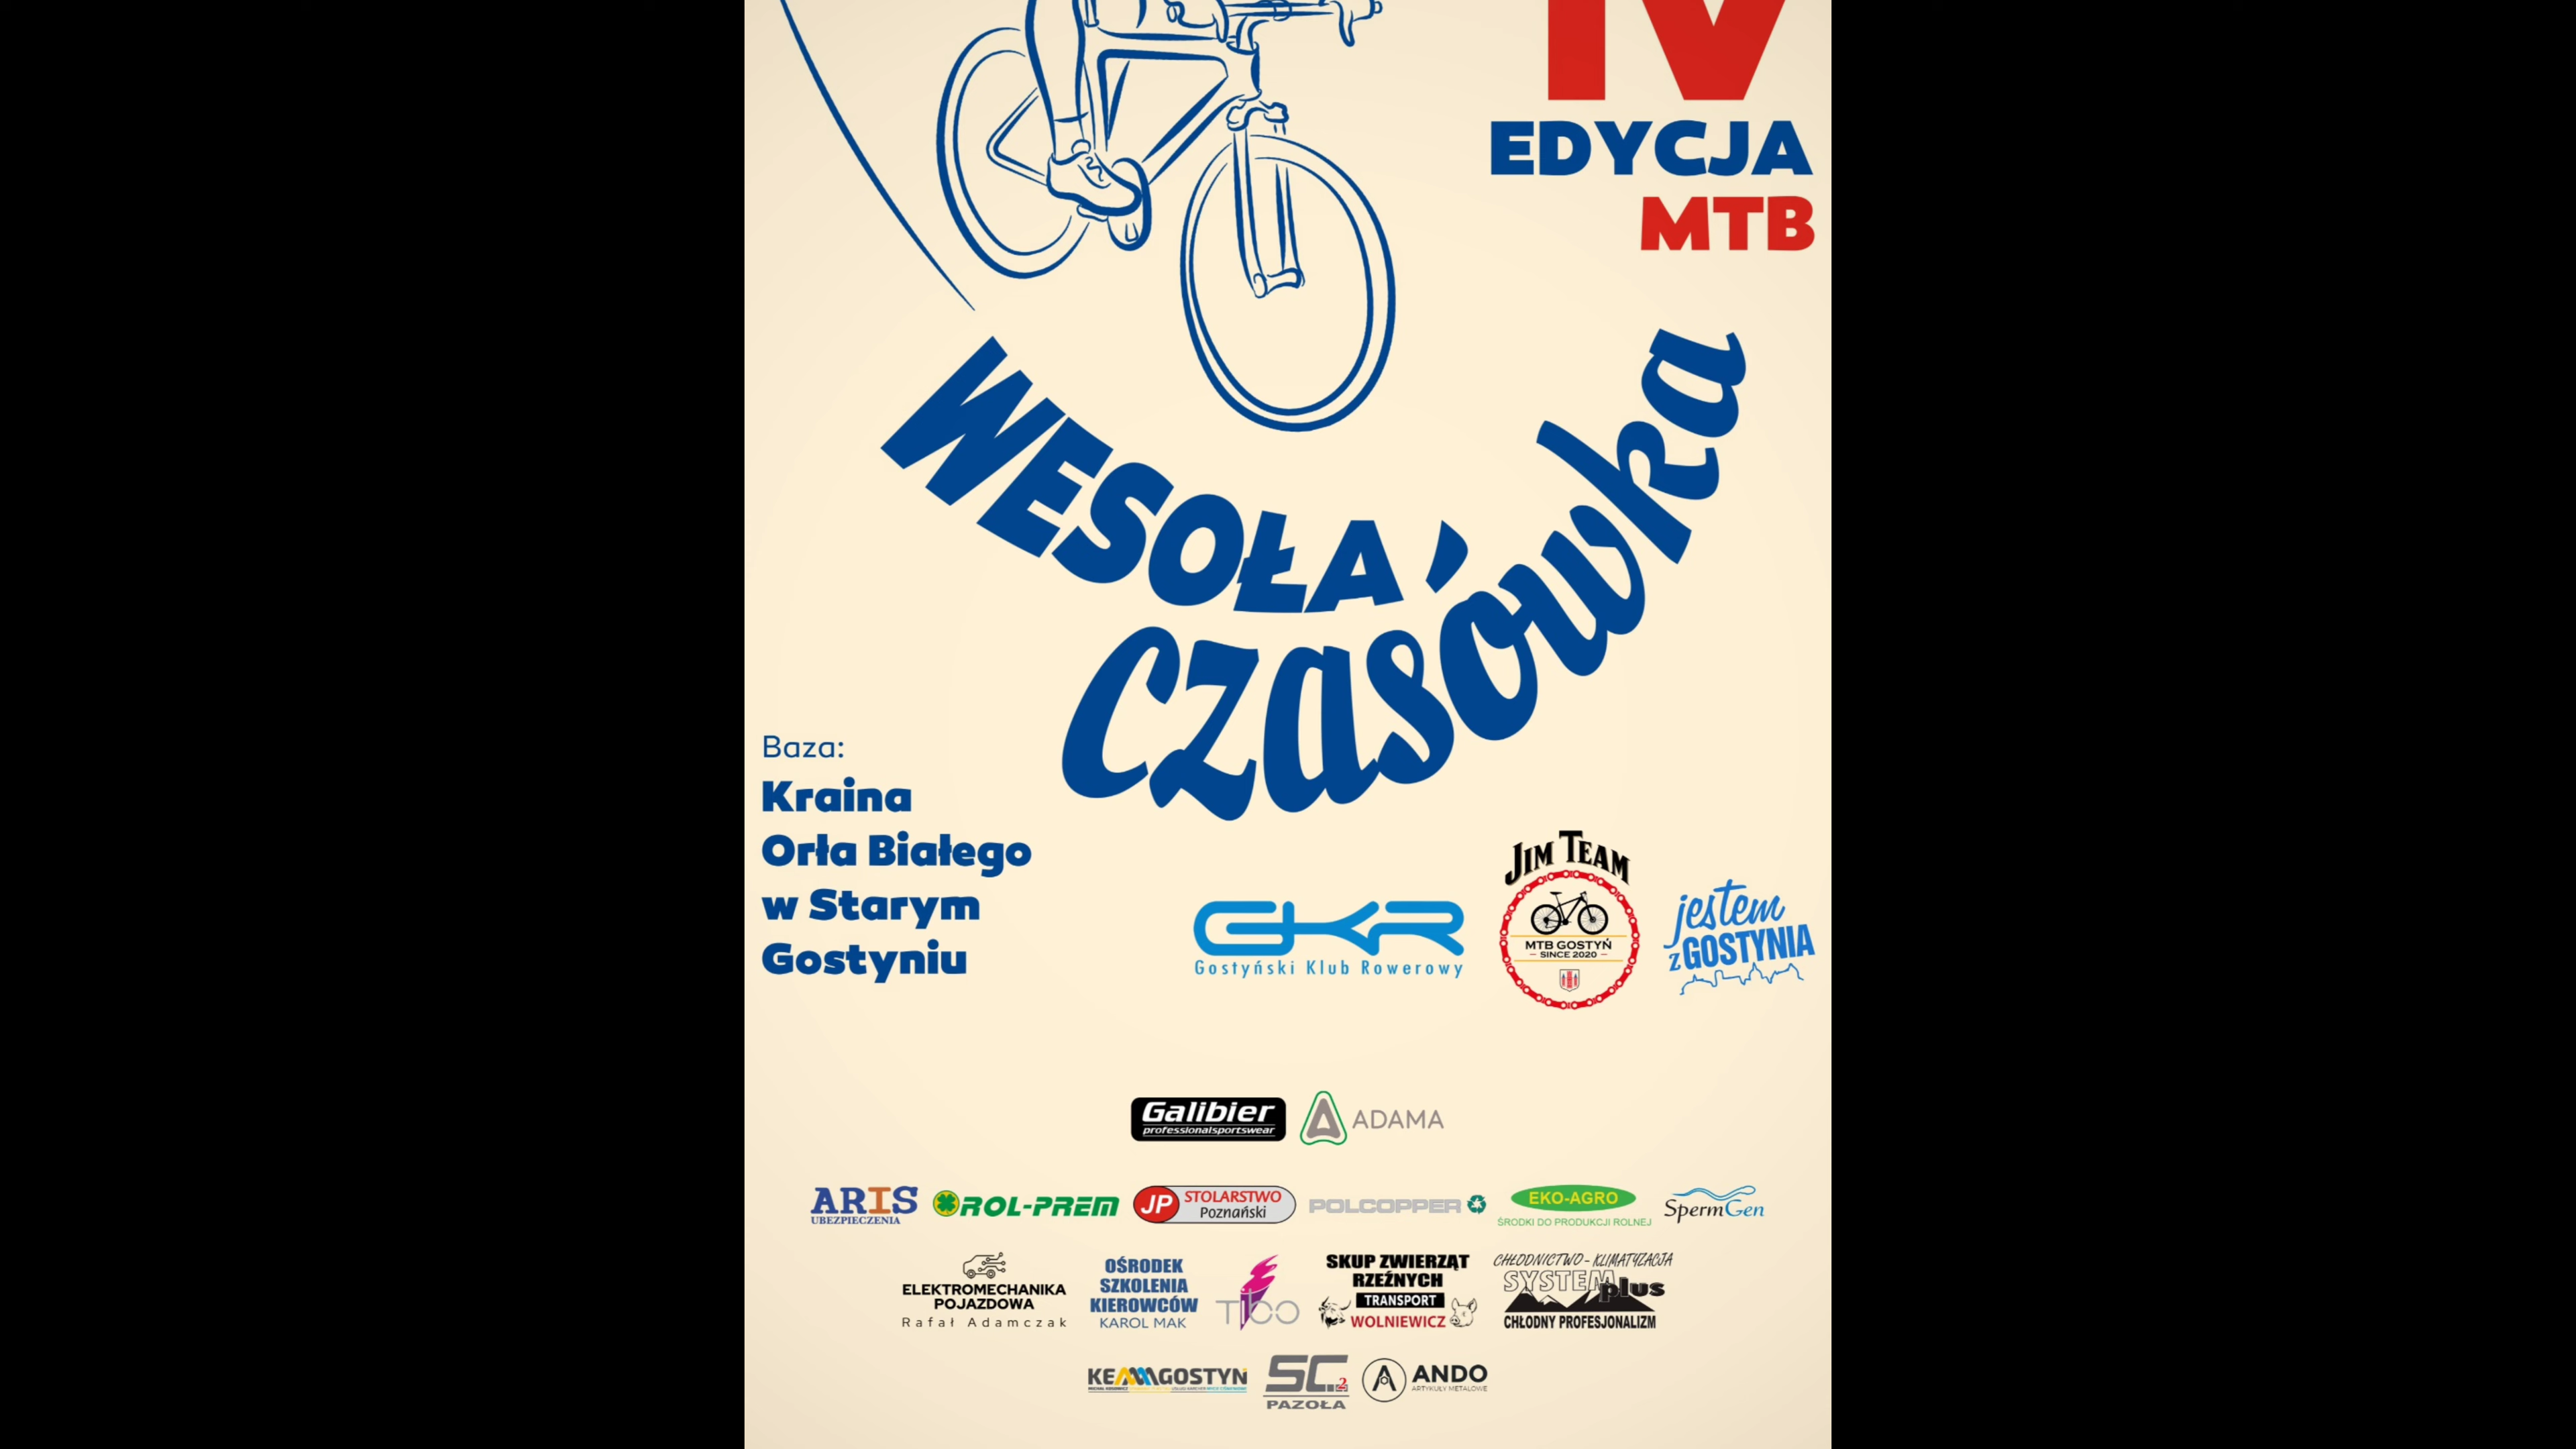 IV
EDYCJA
MTB
WESOŁA
czasówka
Baza:
Kraina
Orła Białego
w Starym
Gostyniu
GKR
Gostyński Klub Rowerowy
JIM TEAM
MTB GOSTYŃ
SINCE 2020
jestem
z GOSTYNIA
Galibier
professionalsportswear
ADAMA
ARIS
UBEZPIECZENIA
ROL-PREM
JP STOLARSTWO
Poznański
POLCOPPER
EKO-AGRO
ŚRODKI DO PRODUKCJI ROLNEJ
SpermGen
ELEKTROMECHANIKA
POJAZDOWA
Rafał Adamczak
OŚRODEK
SZKOLENIA
KIEROWCÓW
KAROL MAK
TICO
SKUP ZWIERZĄT
RZEŹNYCH
TRANSPORT
WOLNIEWICZ
CHŁODNICTWO - KLIMATYZACJA
SYSTEM plus
CHŁODNY PROFESJONALIZM
KEM GOSTYŃ
SC.2
PAZOŁA
ANDO
ARTYKUŁY METALOWE